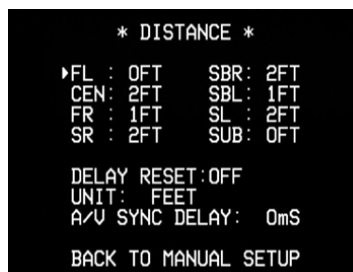 * DISTANCE *
▶FL : 0FT SBR: 2FT
CEN: 2FT SBL: 1FT
FR : 1FT SL : 2FT
SR : 2FT SUB: 0FT
DELAY RESET:OFF
UNIT: FEET
A/V SYNC DELAY: 0mS
BACK TO MANUAL SETUP